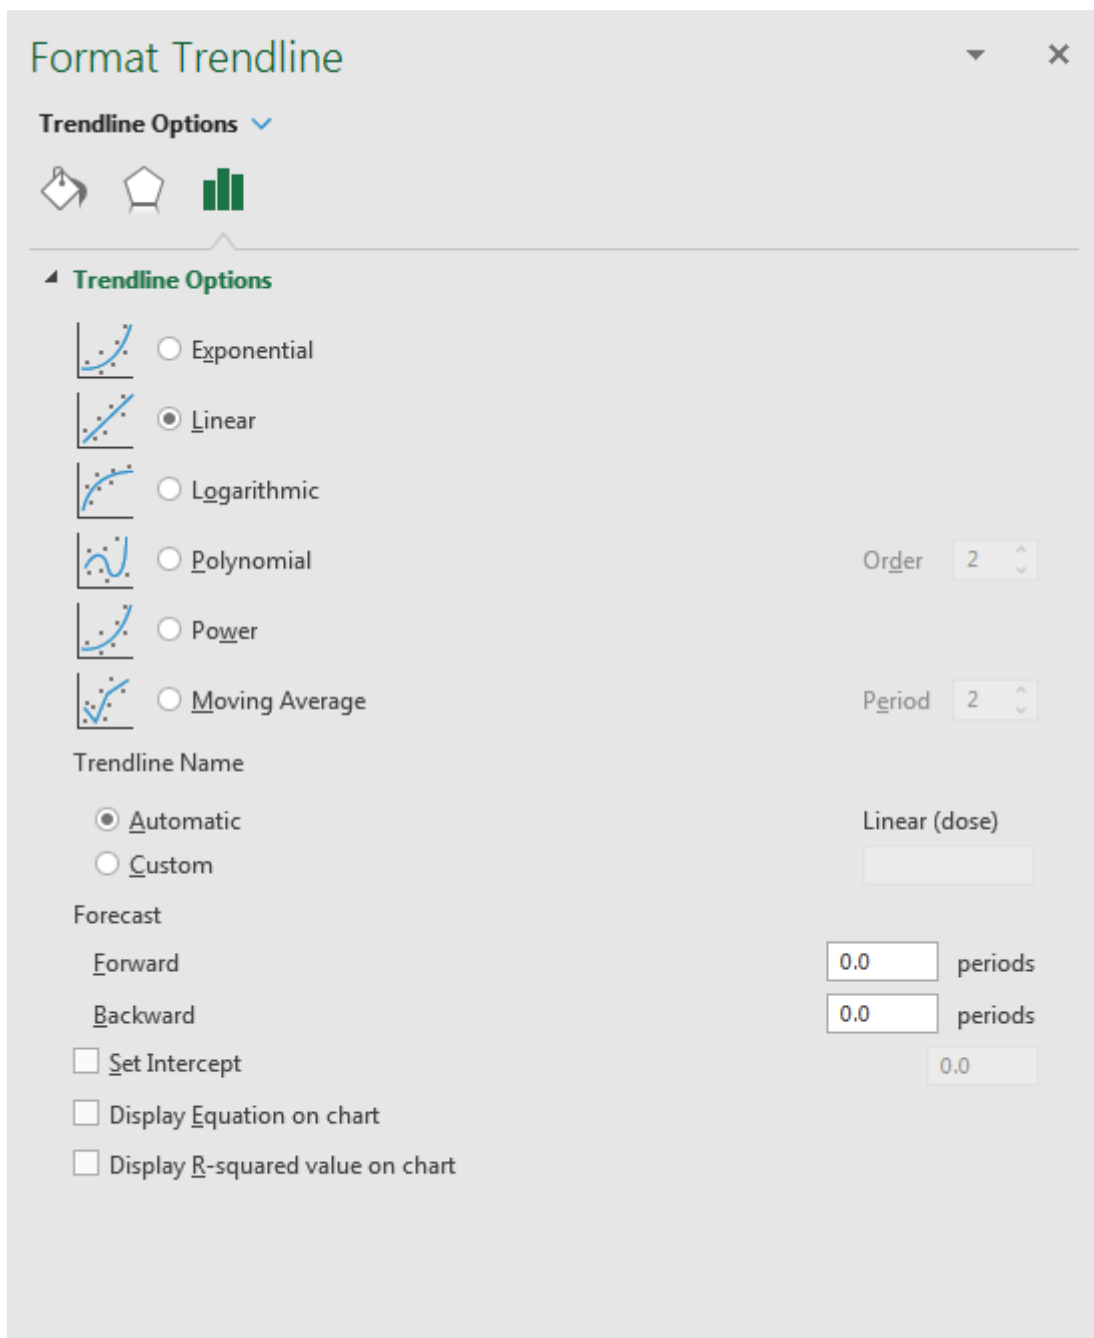 Format Trendline
Trendline Options
Trendline Options
Exponential
Linear
Logarithmic
Polynomial Order 2
Power
Moving Average Period 2
Trendline Name
Automatic Linear (dose)
Custom
Forecast
Forward 0.0 periods
Backward 0.0 periods
Set Intercept 0.0
Display Equation on chart
Display R-squared value on chart